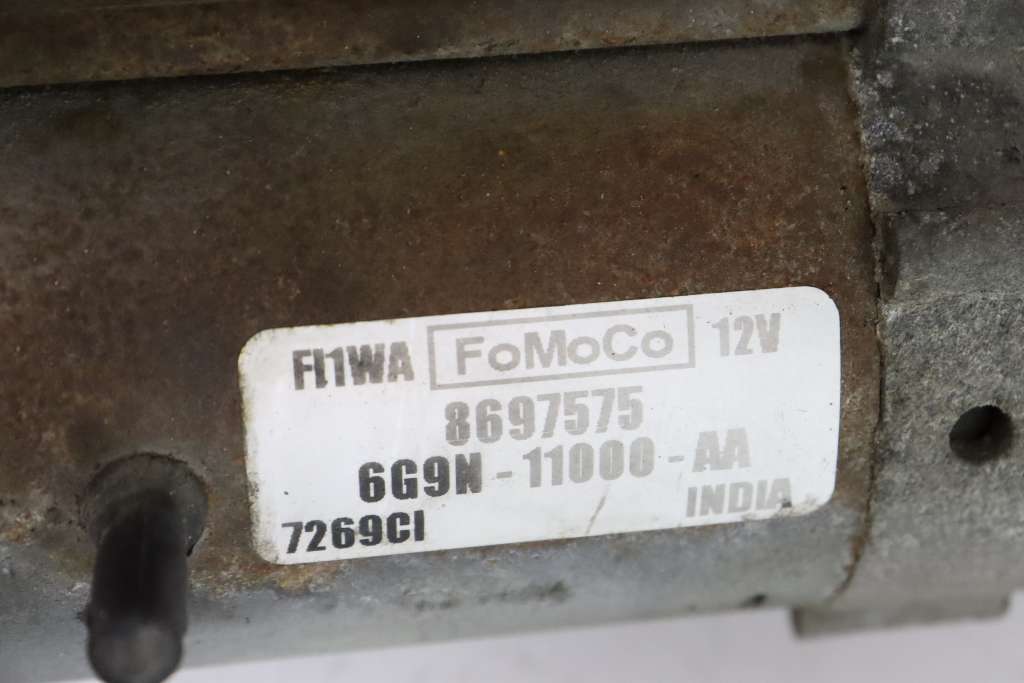 FI1WA FoMoCo 12V
8697575
6G9N-11000-AA
7269CI INDIA